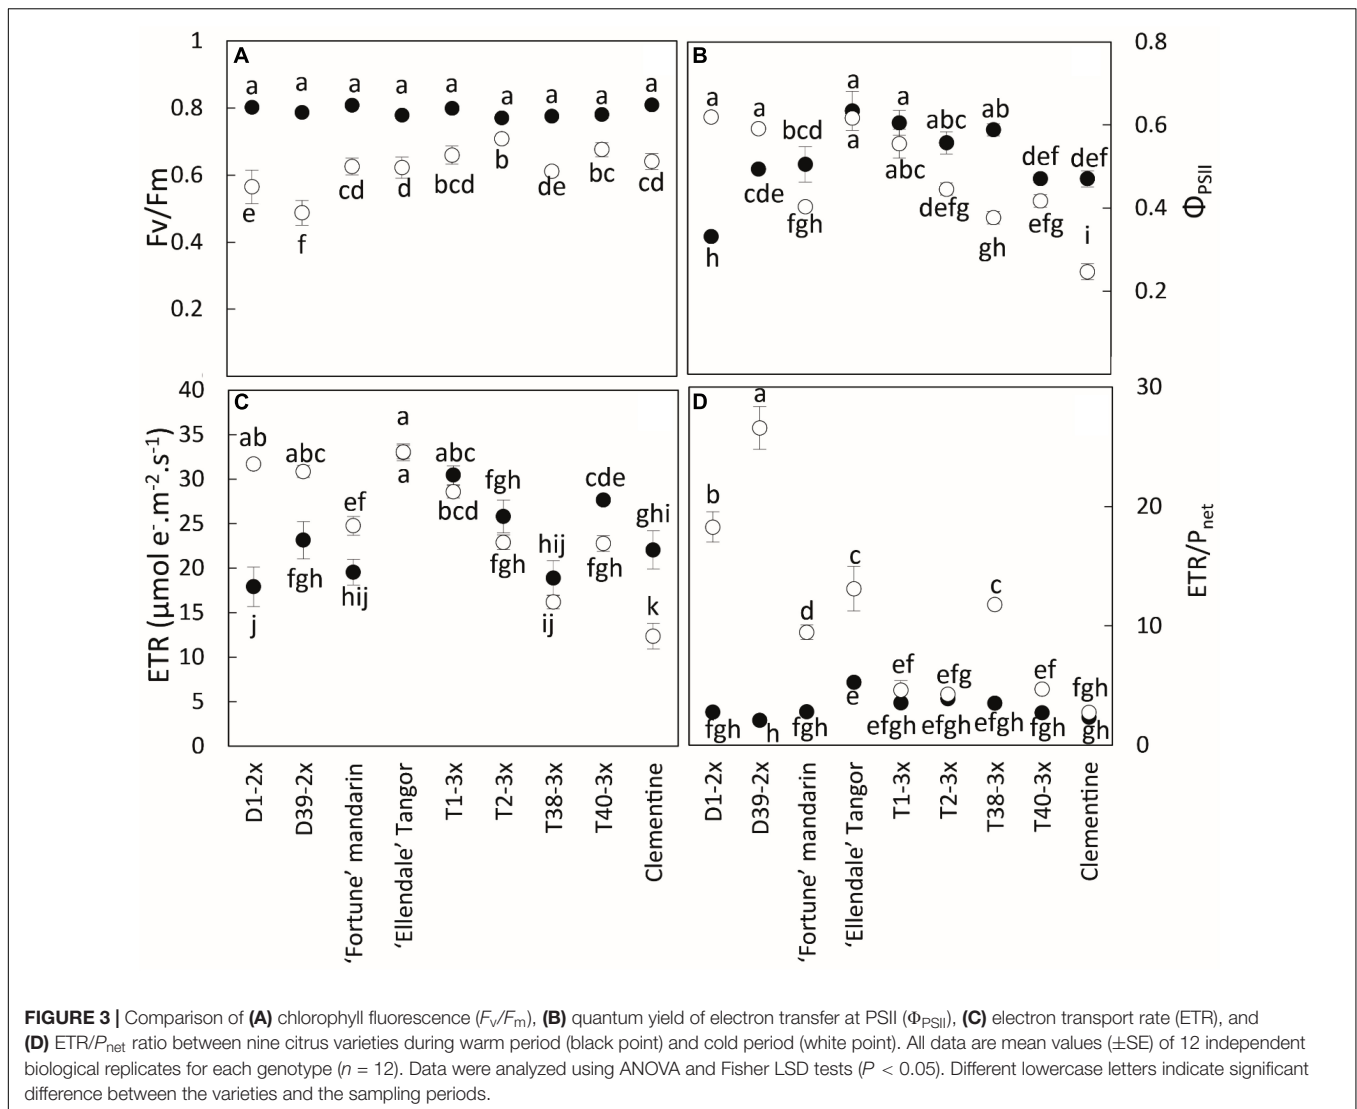 A
1
0.8
0.6
0.4
0.2
Fv/Fm
a a a a a a a a a
e f cd d bcd b de bc cd
B
0.8
0.6
0.4
0.2
ΦPSII
a a bcd a a abc ab def def
h cde fgh a abc defg gh efg i
C
40
35
30
25
20
15
10
5
0
ETR (µmol e-.m-2.s-1)
ab abc ef a abc fgh hij cde ghi
j fgh hij a bcd fgh ij fgh k
D
30
20
10
0
ETR/Pnet
b a d c ef efg c ef fgh
fgh h fgh e efgh efgh efgh fgh gh
D1-2x
D39-2x
‘Fortune’ mandarin
‘Ellendale’ Tangor
T1-3x
T2-3x
T38-3x
T40-3x
Clementine
D1-2x
D39-2x
‘Fortune’ mandarin
‘Ellendale’ Tangor
T1-3x
T2-3x
T38-3x
T40-3x
Clementine
FIGURE 3 | Comparison of (A) chlorophyll fluorescence (Fv/Fm), (B) quantum yield of electron transfer at PSII (ΦPSII), (C) electron transport rate (ETR), and
(D) ETR/Pnet ratio between nine citrus varieties during warm period (black point) and cold period (white point). All data are mean values (±SE) of 12 independent
biological replicates for each genotype (n = 12). Data were analyzed using ANOVA and Fisher LSD tests (P < 0.05). Different lowercase letters indicate significant
difference between the varieties and the sampling periods.